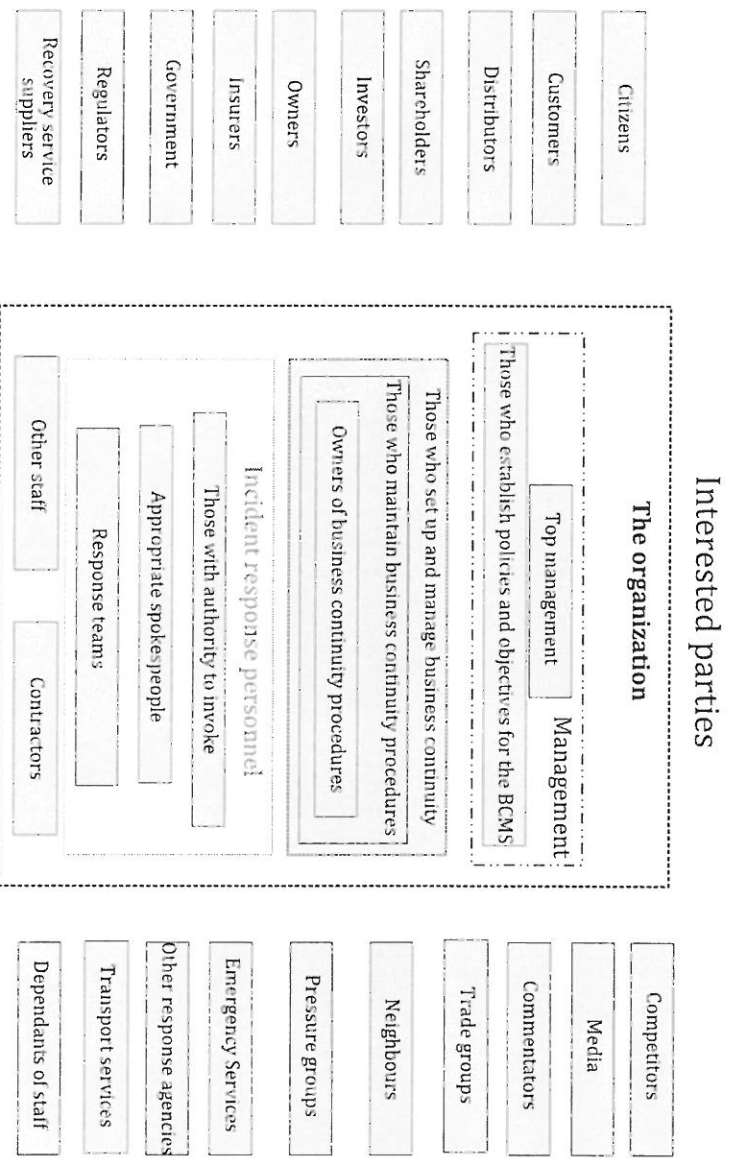 Interested parties
Citizens
Customers
Distributors
Shareholders
Investors
Owners
Insurers
Government
Regulators
Recovery service
suppliers
The organization
Management
Top management
Those who establish policies and objectives for the BCMS
Those who set up and manage business continuity
Those who maintain business continuity procedures
Owners of business continuity procedures
Incident response personnel
Those with authority to invoke
Appropriate spokespeople
Response teams
Other staff
Contractors
Competitors
Media
Commentators
Trade groups
Neighbours
Pressure groups
Emergency Services
Other response agencies
Transport services
Dependants of staff